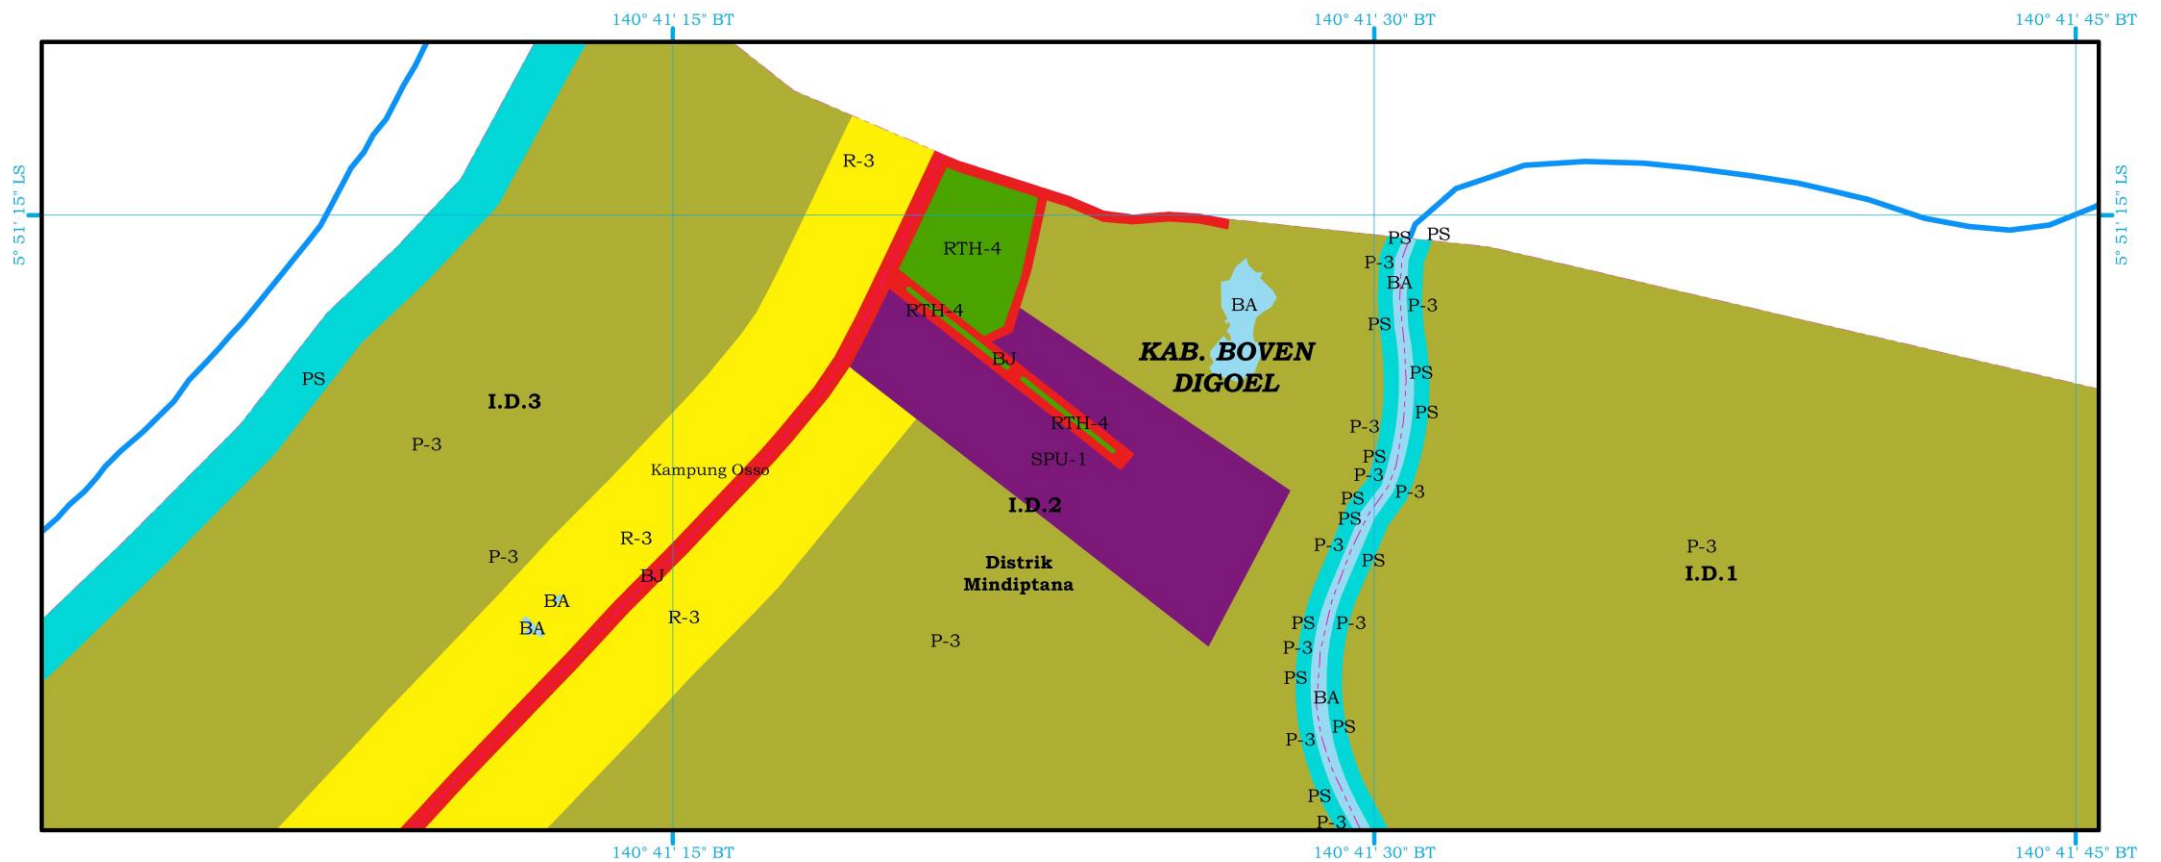 140° 41' 15" BT
140° 41' 30" BT
140° 41' 45" BT
5° 51' 15" LS
5° 51' 15" LS
R-3
PS
PS
RTH-4
P-3
BA
BA
P-3
RTH-4
PS
KAB. BOVEN
DIGOEL
BJ
PS
PS
I.D.3
PS
RTH-4
P-3
P-3
SPU-1
PS
Kampung Osso
P-3
P-3
PS
I.D.2
PS
R-3
P-3
P-3
P-3
Distrik
Mindiptana
PS
I.D.1
BJ
BA
BA
R-3
PS
P-3
P-3
P-3
PS
BA
PS
P-3
PS
P-3
140° 41' 15" BT
140° 41' 30" BT
140° 41' 45" BT